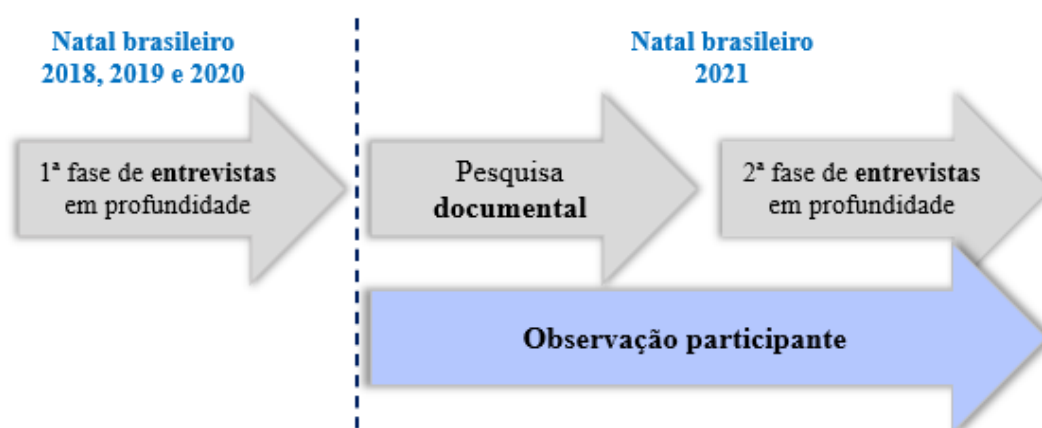 Natal brasileiro
2018, 2019 e 2020
Natal brasileiro
2021
1ª fase de entrevistas
em profundidade
Pesquisa
documental
2ª fase de entrevistas
em profundidade
Observação participante